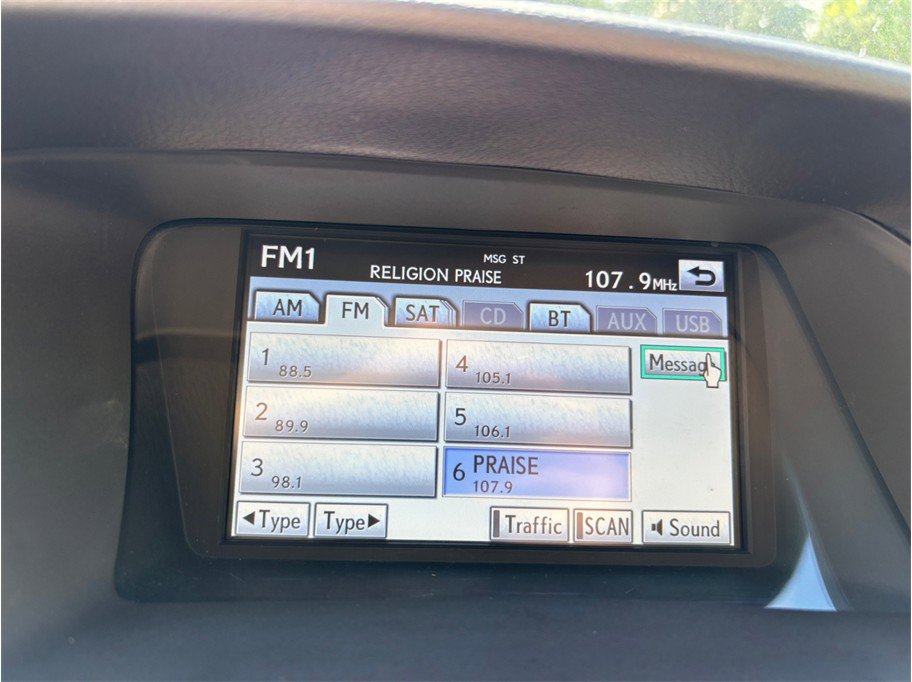 FM1 MSG ST
RELIGION PRAISE 107.9MHz
AM FM SAT CD BT AUX USB
1 88.5
4 105.1
Messag
2 89.9
5 106.1
3 98.1
6 PRAISE
107.9
◀Type Type▶ Traffic SCAN Sound